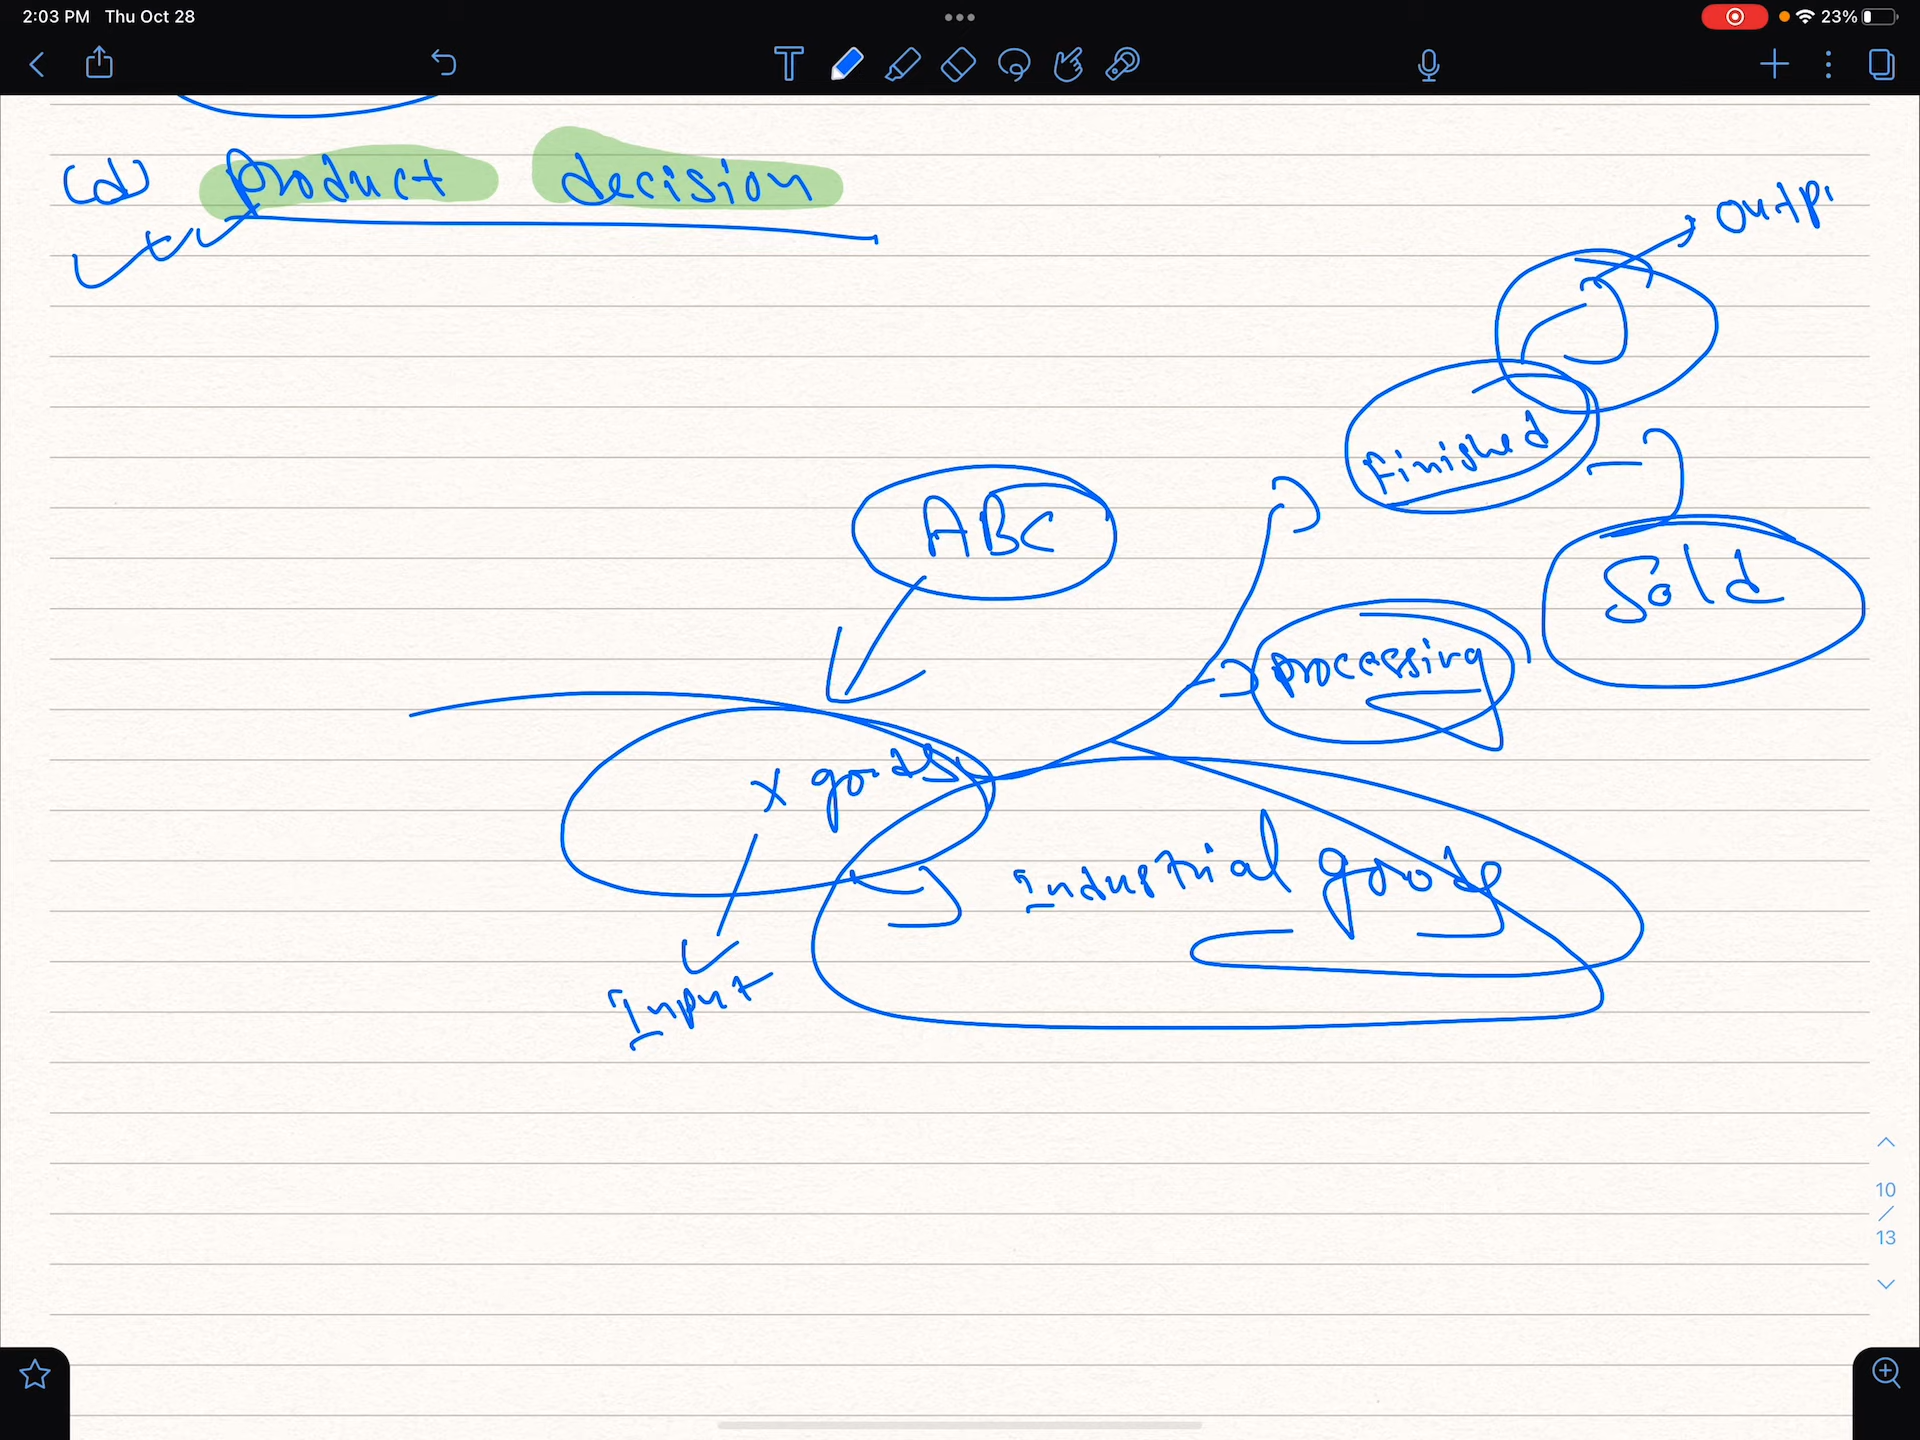 2:03 PM Thu Oct 28
23%
(d) product decision
outp
Finished
ABC
Sold
processing
X goods
Industrial goods
Input
10
/
13